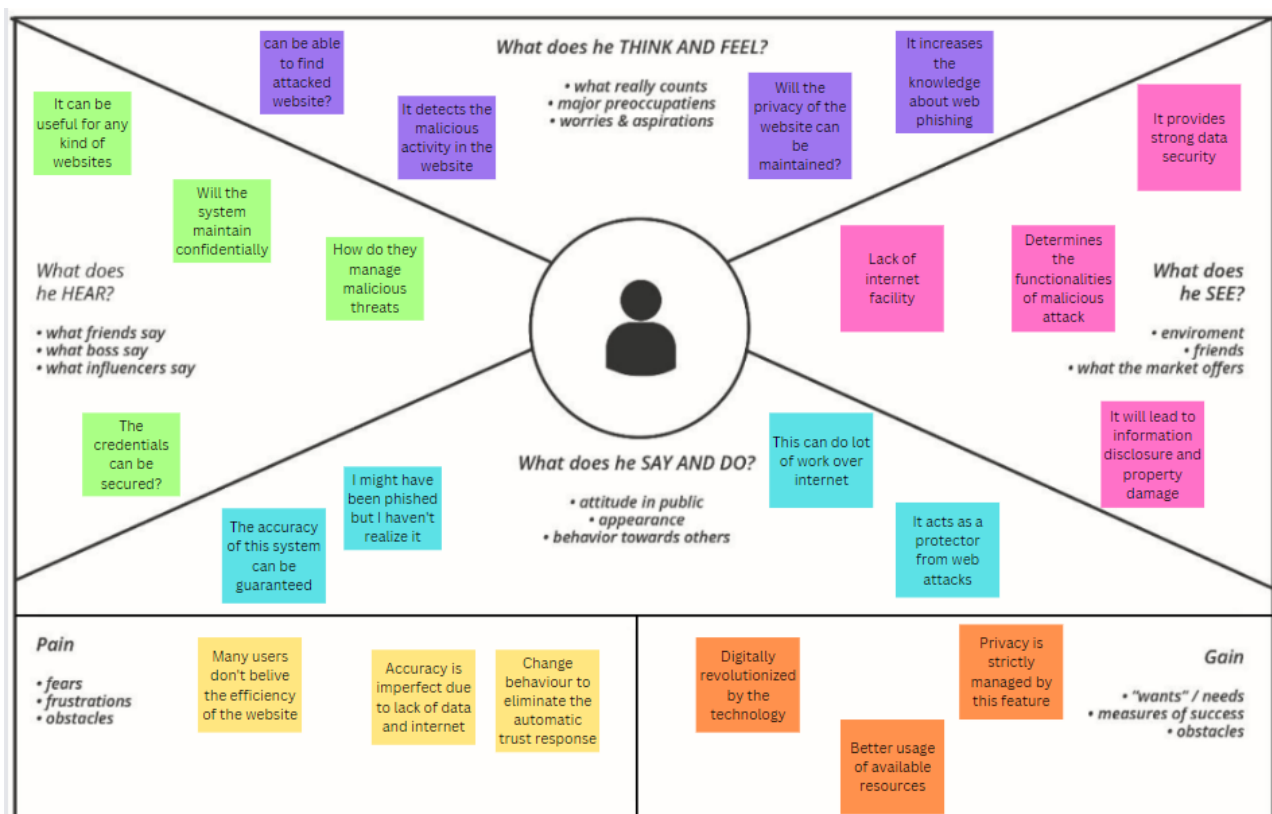 What does he THINK AND FEEL?
• what really counts
• major preoccupatiens
• worries & aspirations
can be able
to find
attacked
website?
It detects the
malicious
activity in the
website
Will the
privacy of the
website can
be
maintained?
It increases
the
knowledge
about web
phishing
It can be
useful for any
kind of
websites
Will the
system
maintain
confidentially
How do they
manage
malicious
threats
What does
he HEAR?
• what friends say
• what boss say
• what influencers say
The
credentials
can be
secured?
It provides
strong data
security
Lack of
internet
facility
Determines
the
functionalities
of malicious
attack
What does
he SEE?
• enviroment
• friends
• what the market offers
It will lead to
information
disclosure and
property
damage
What does he SAY AND DO?
• attitude in public
• appearance
• behavior towards others
The accuracy
of this system
can be
guaranteed
I might have
been phished
but I haven't
realize it
This can do lot
of work over
internet
It acts as a
protector
from web
attacks
Pain
• fears
• frustrations
• obstacles
Many users
don't belive
the efficiency
of the website
Accuracy is
imperfect due
to lack of data
and internet
Change
behaviour to
eliminate the
automatic
trust response
Digitally
revolutionized
by the
technology
Better usage
of available
resources
Privacy is
strictly
managed by
this feature
Gain
• "wants" / needs
• measures of success
• obstacles